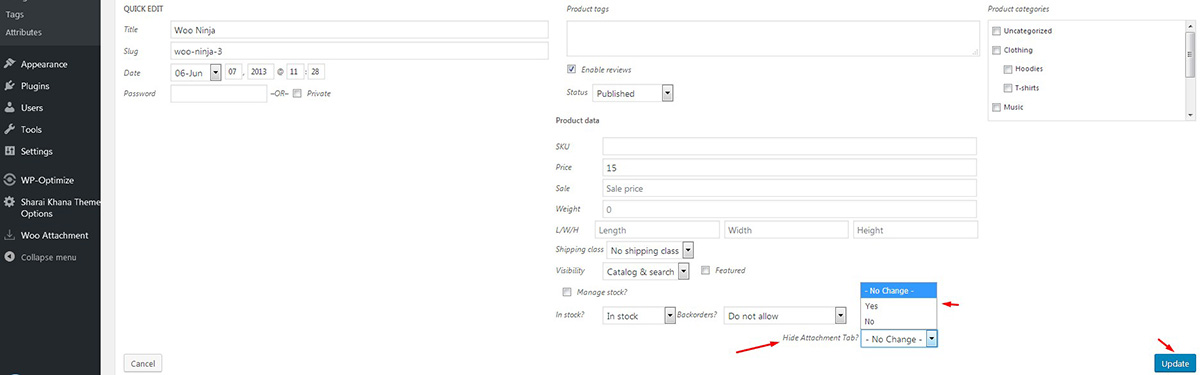 Tags
Attributes
Appearance
Plugins
Users
Tools
Settings
WP-Optimize
Sharai Khana Theme
Options
Woo Attachment
Collapse menu
QUICK EDIT
Title Woo Ninja
Slug woo-ninja-3
Date 06-Jun 07 , 2013 @ 11 : 28
Password –OR– Private
Cancel
Product tags
Enable reviews
Status Published
Product data
SKU
Price 15
Sale Sale price
Weight 0
L/W/H Length Width Height
Shipping class No shipping class
Visibility Catalog & search Featured
Manage stock?
In stock? In stock Backorders? Do not allow
- No Change -
Yes
No
Hide Attachment Tab? - No Change -
Product categories
Uncategorized
Clothing
Hoodies
T-shirts
Music
Update